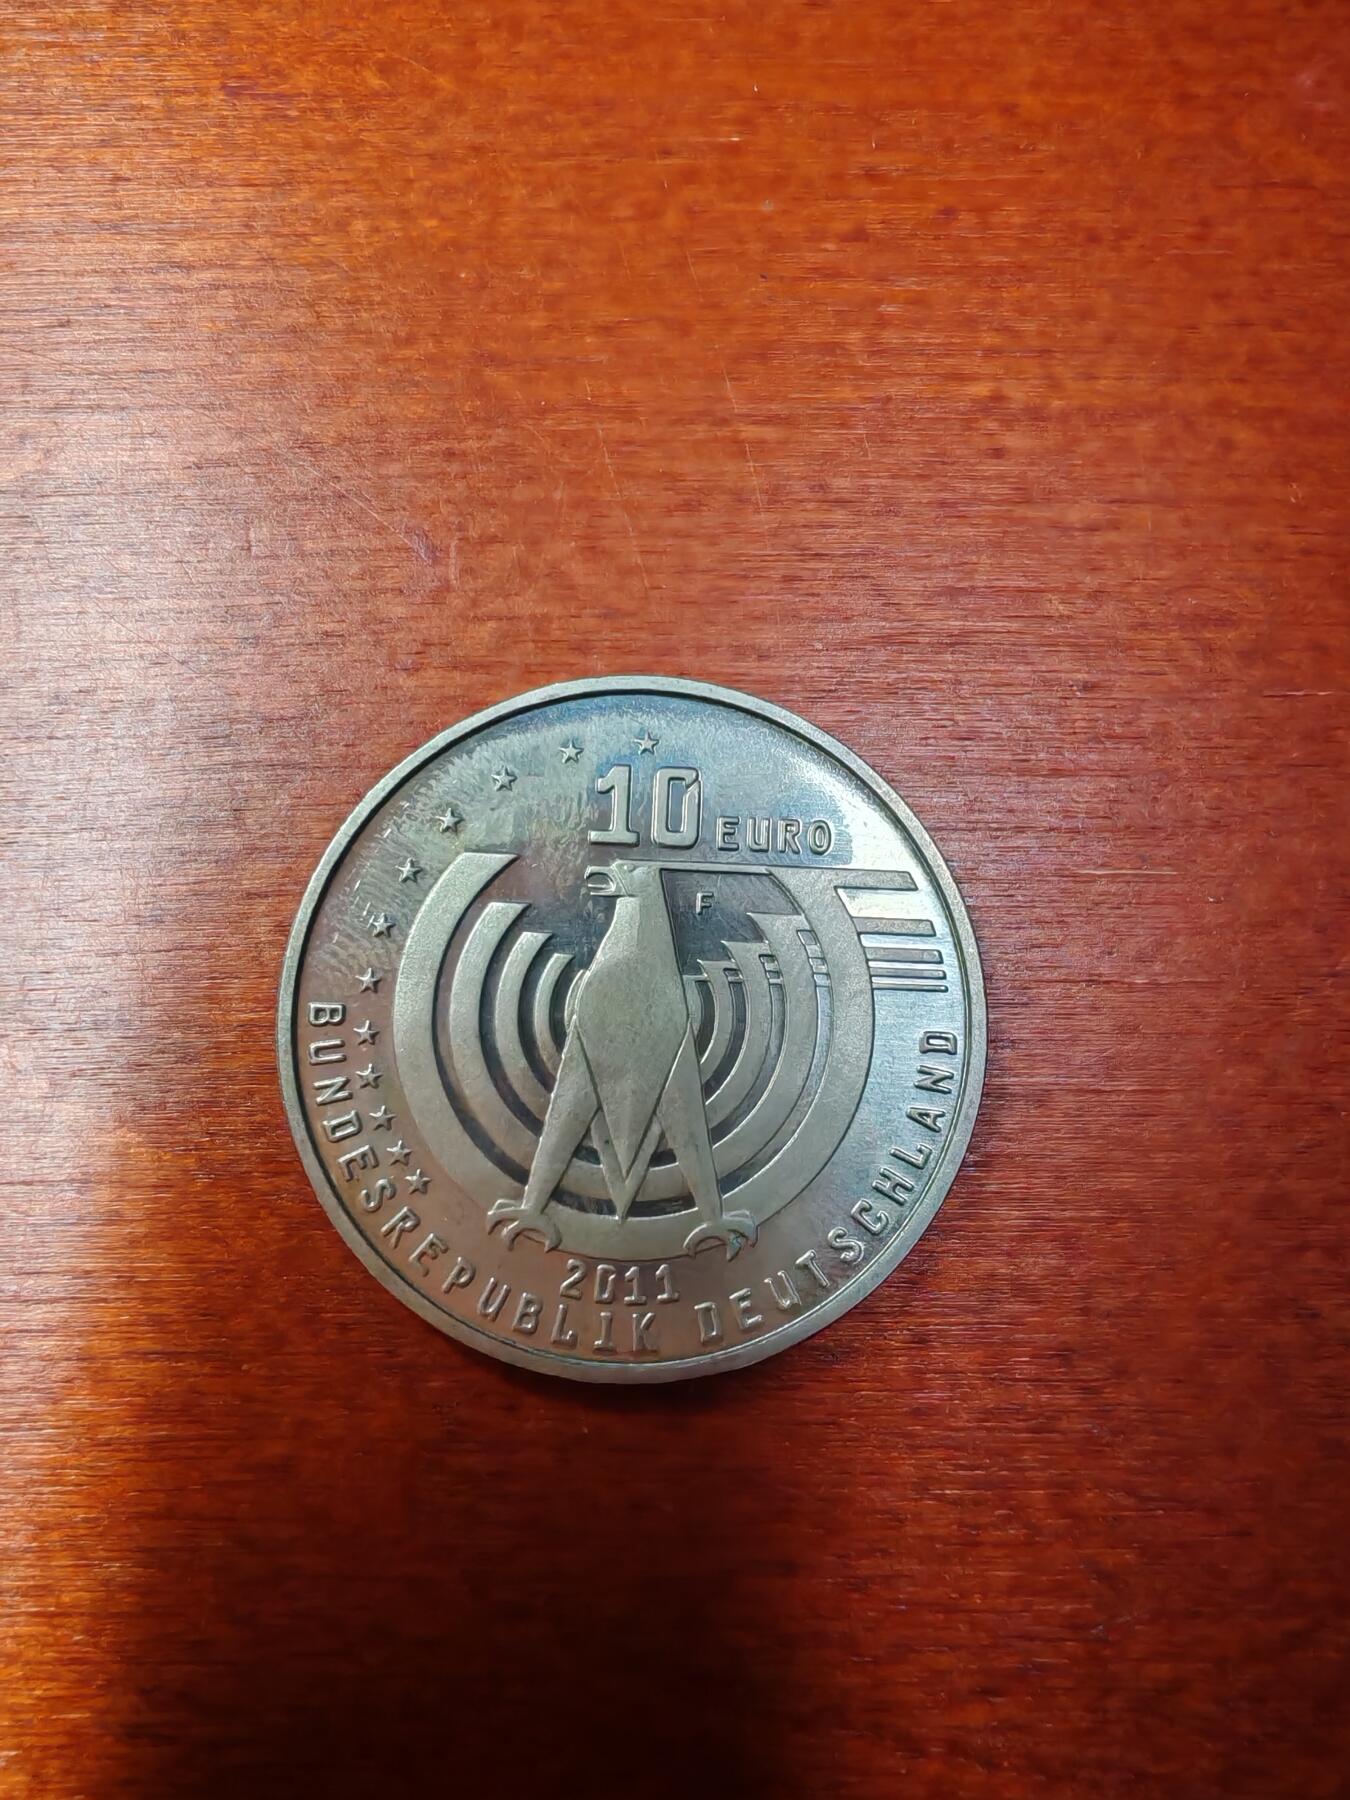 10 EURO
F
2011
BUNDESREPUBLIK DEUTSCHLAND